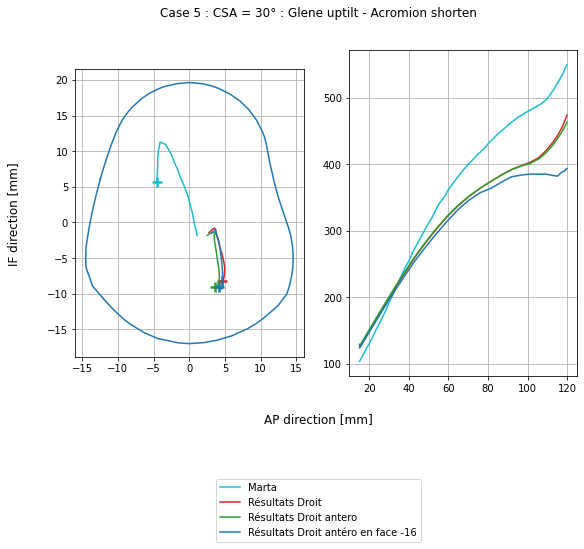 Case 5 : CSA = 30° : Glene uptilt - Acromion shorten
IF direction [mm]
20
15
10
5
0
−5
−10
−15
−15 −10 −5 0 5 10 15
500
400
300
200
100
20 40 60 80 100 120
AP direction [mm]
Marta
Résultats Droit
Résultats Droit antero
Résultats Droit antéro en face -16